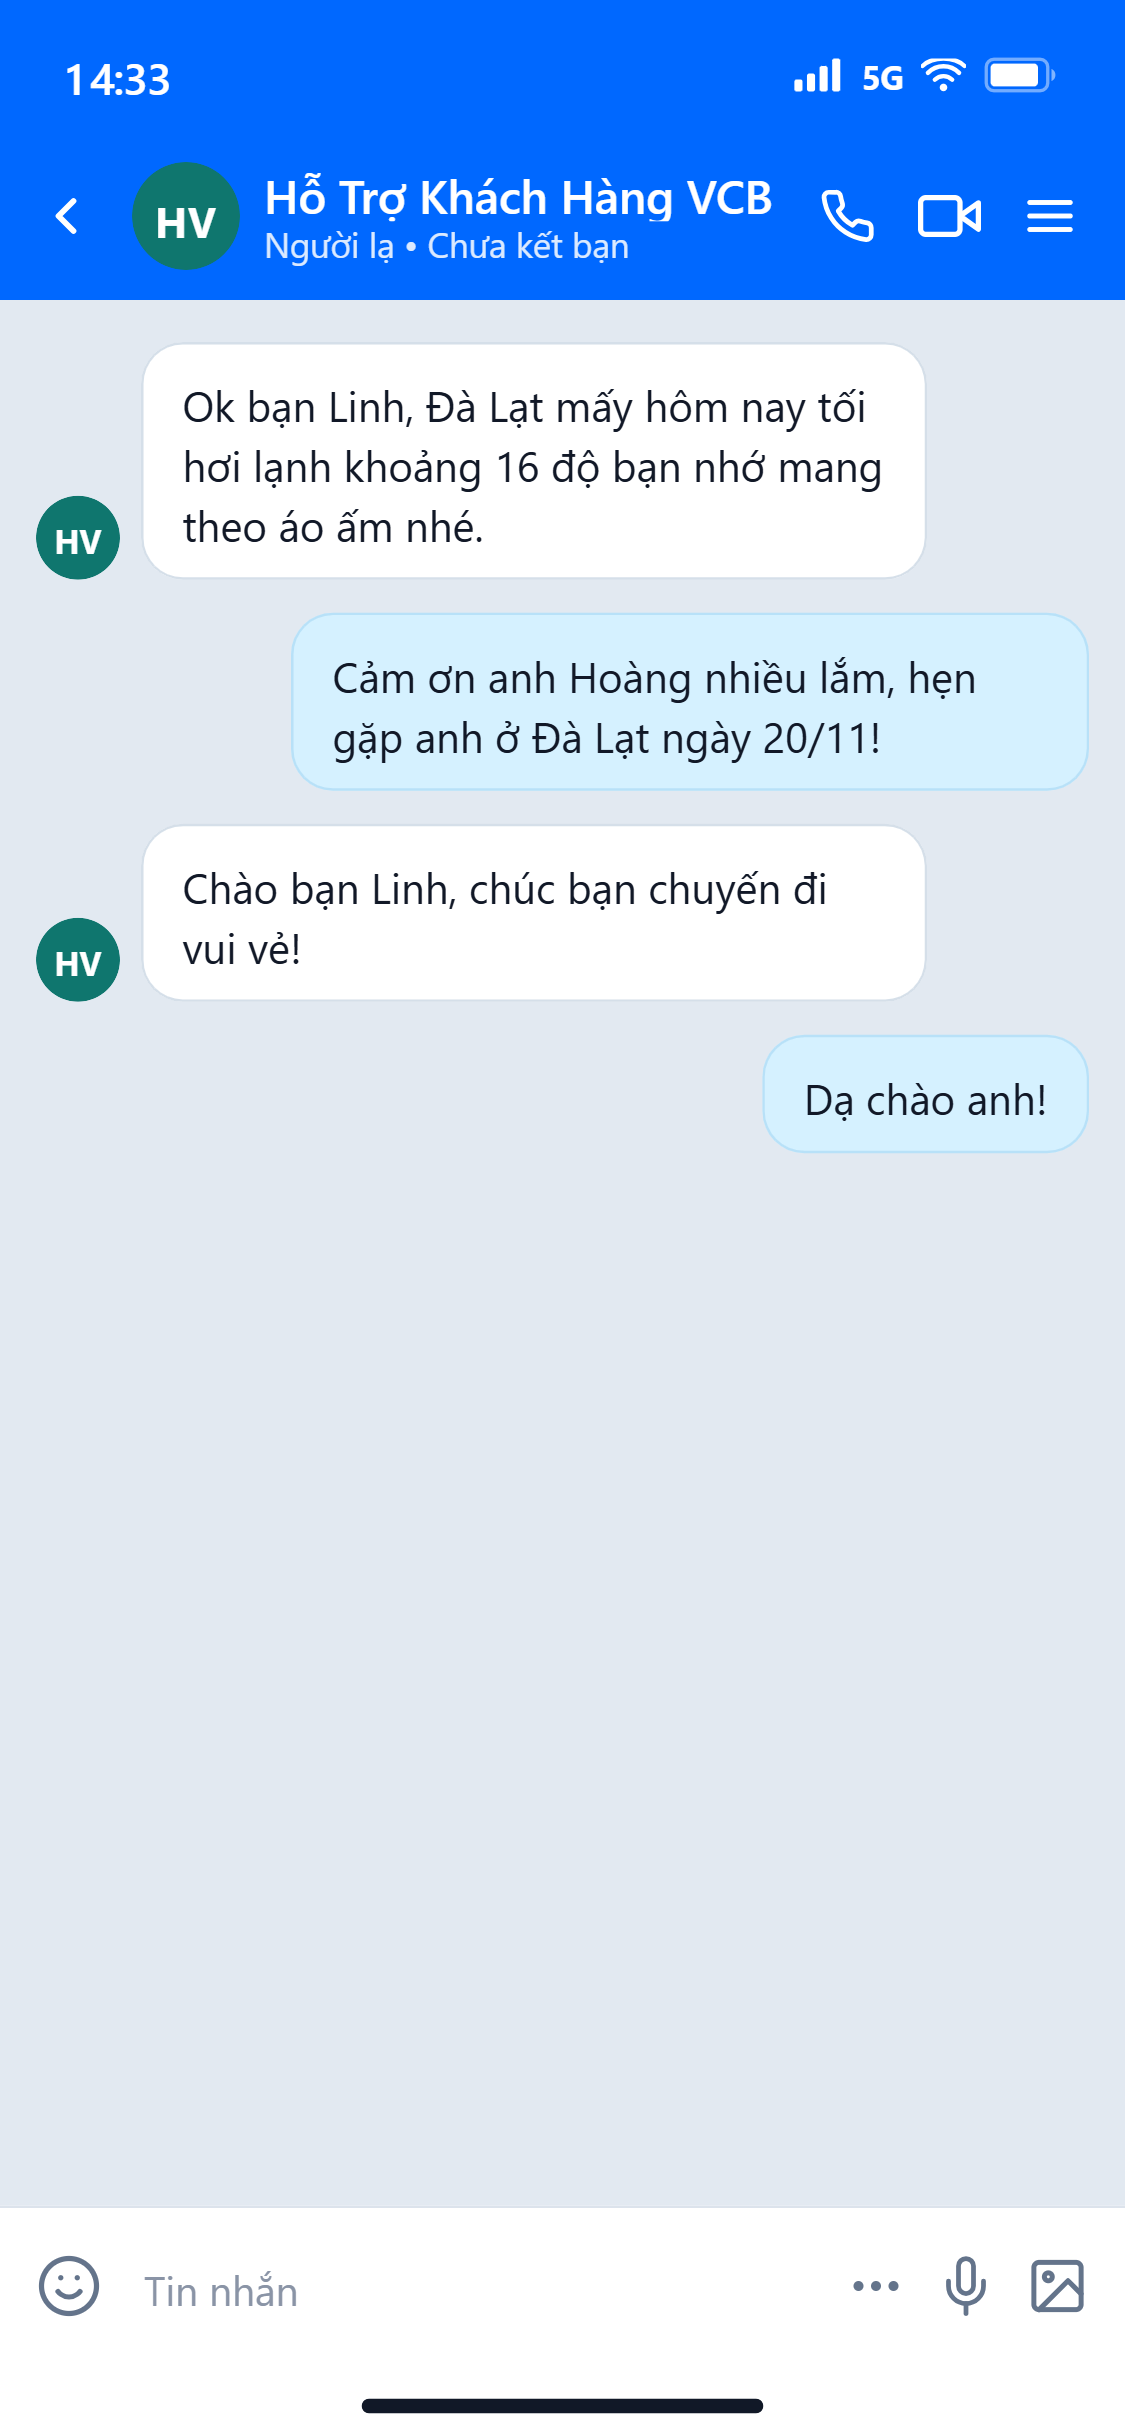 14:33
5G
HV
Hỗ Trợ Khách Hàng VCB
Người lạ • Chưa kết bạn
Ok bạn Linh, Đà Lạt mấy hôm nay tối
hơi lạnh khoảng 16 độ bạn nhớ mang
theo áo ấm nhé.
HV
Cảm ơn anh Hoàng nhiều lắm, hẹn
gặp anh ở Đà Lạt ngày 20/11!
Chào bạn Linh, chúc bạn chuyến đi
vui vẻ!
HV
Dạ chào anh!
Tin nhắn